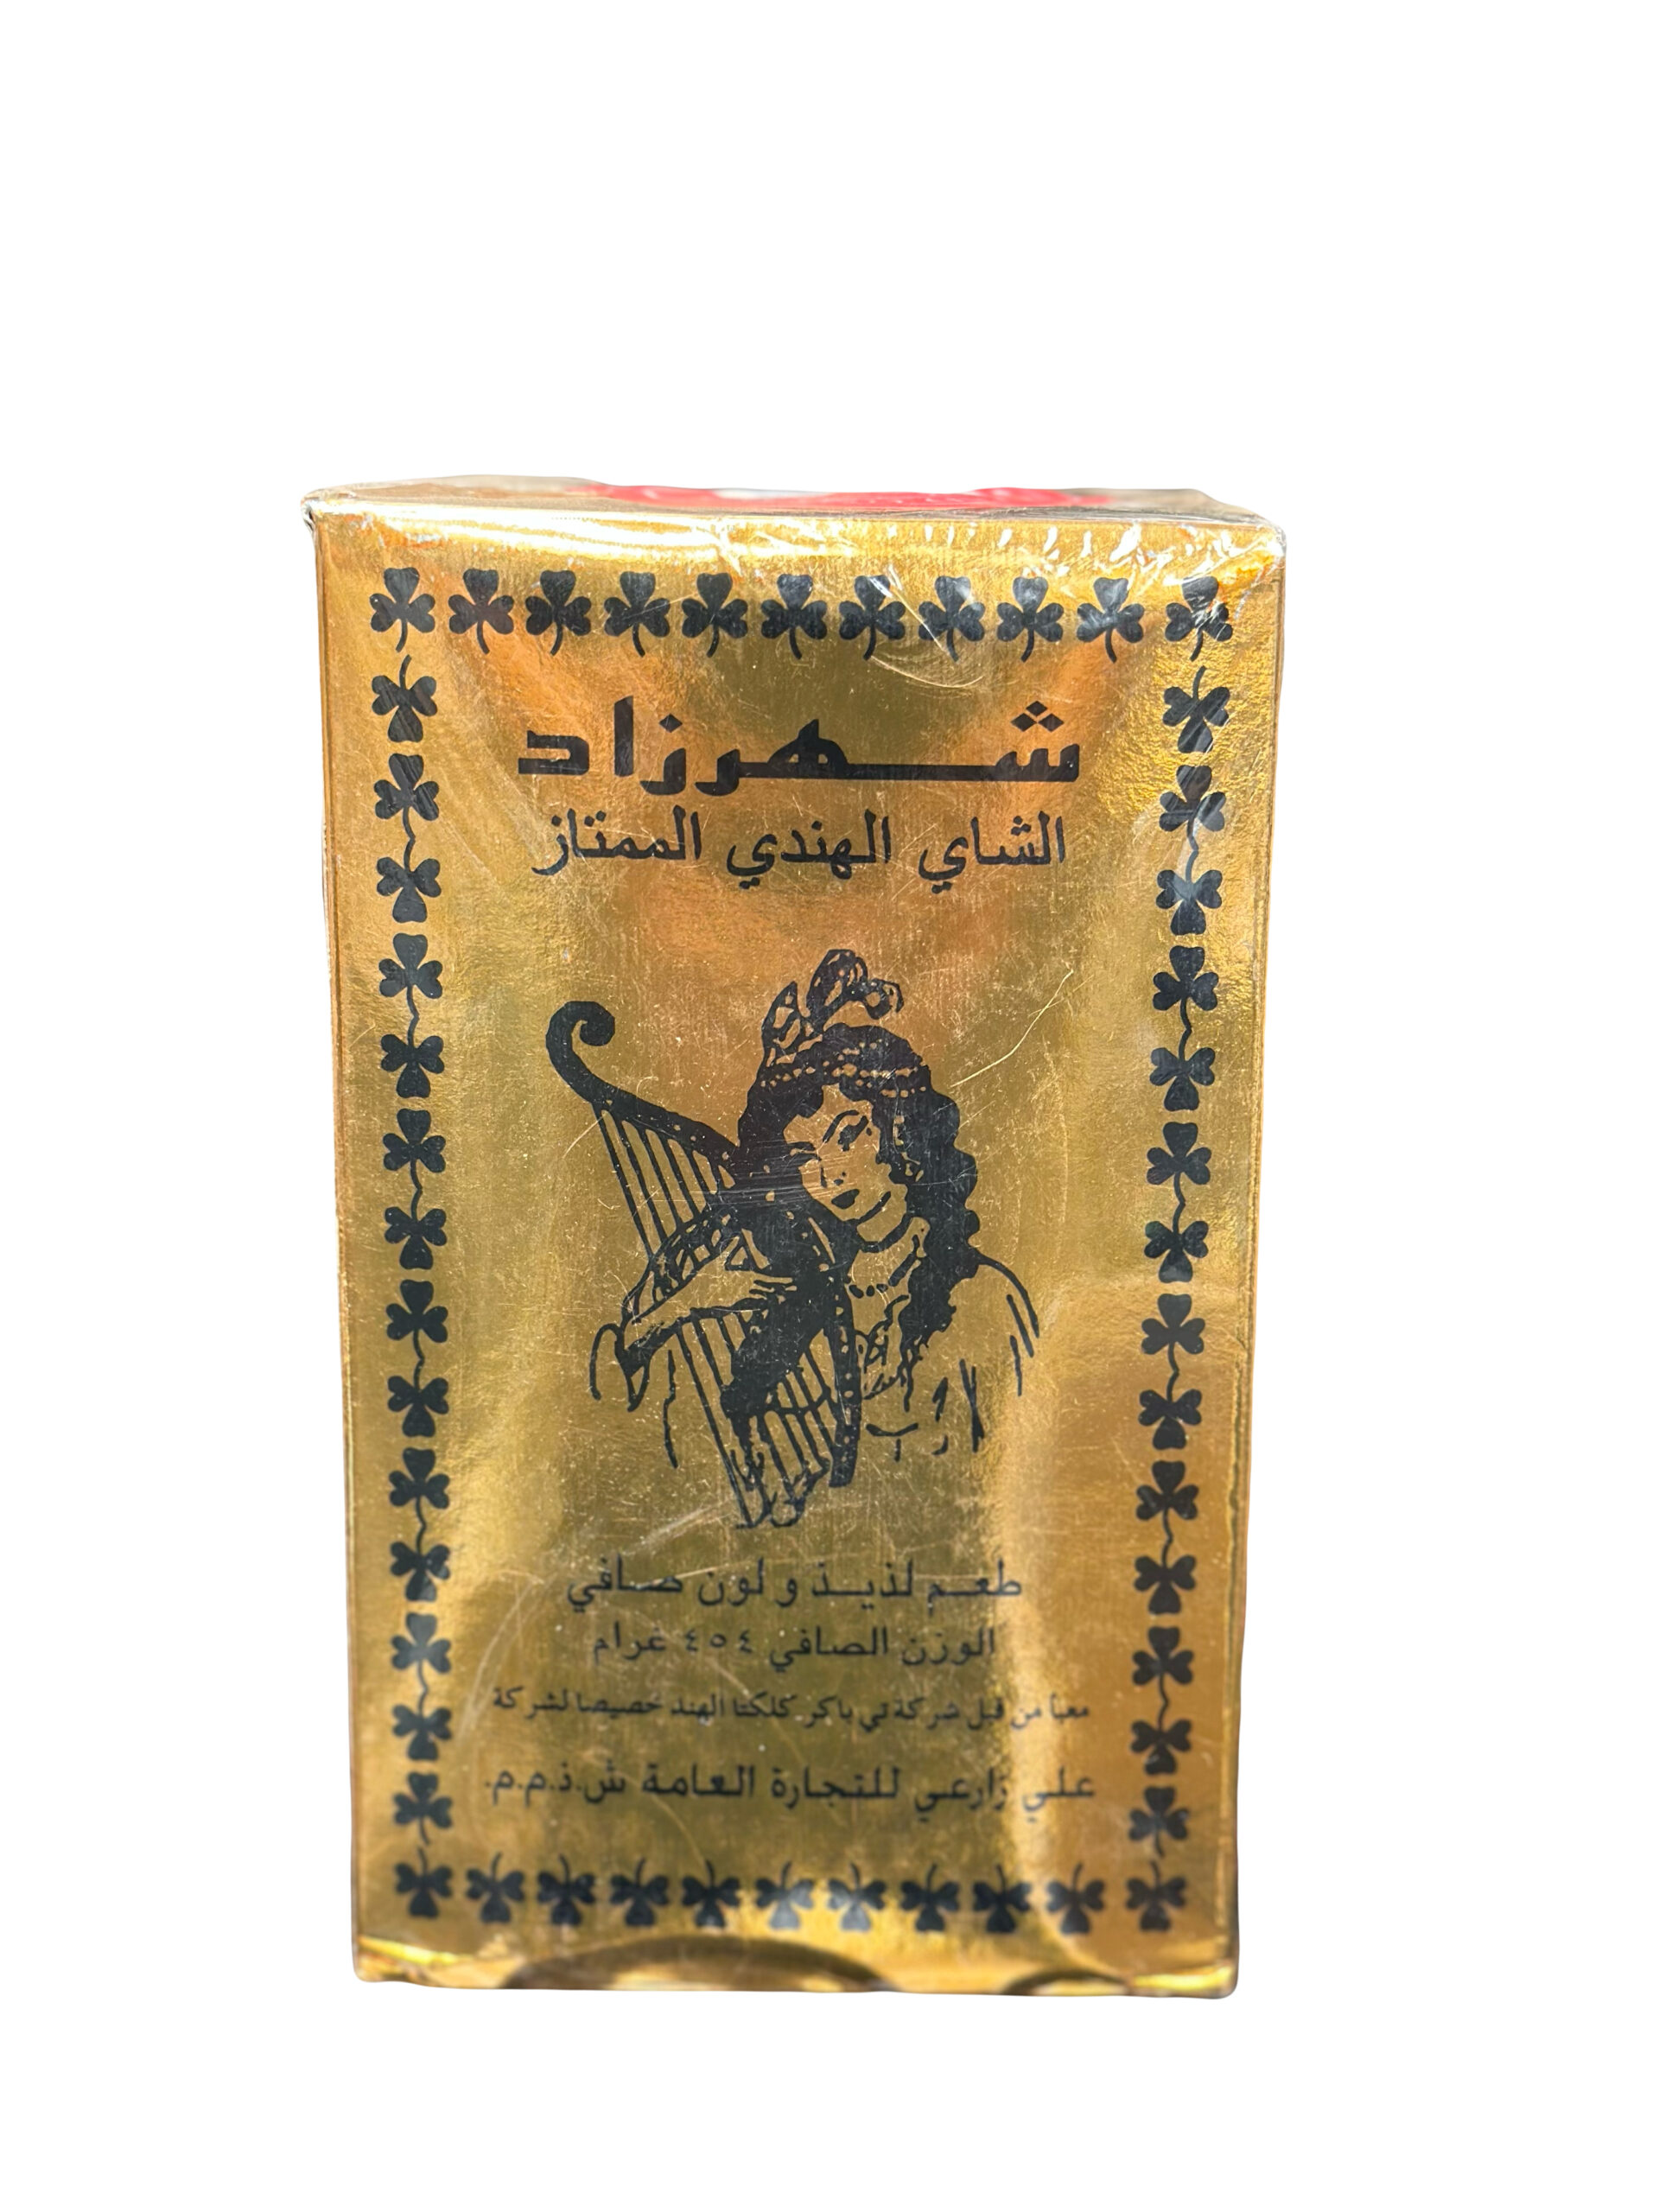 شهرزاد
الشاي الهندي الممتاز
طعم لذيذ و لون صافي
الوزن الصافي ٤٥٤ غرام
معبأ من قبل شركة تي باكر كلكتا الهند خصيصا لشركة
علي زارعي للتجارة العامة ش.ذ.م.م.